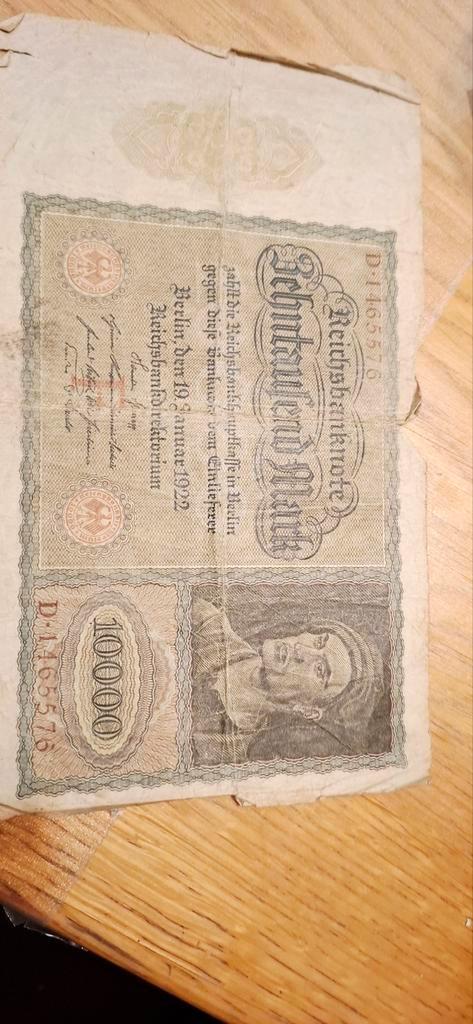 D·1465576
Reichsbanknote
Zehntausend Mark
zahlt die Reichsbankhauptkasse in Berlin
gegen diese Banknote dem Einlieferer
Berlin, den 19. Januar 1922
Reichsbankdirektorium
10000
D·1465576